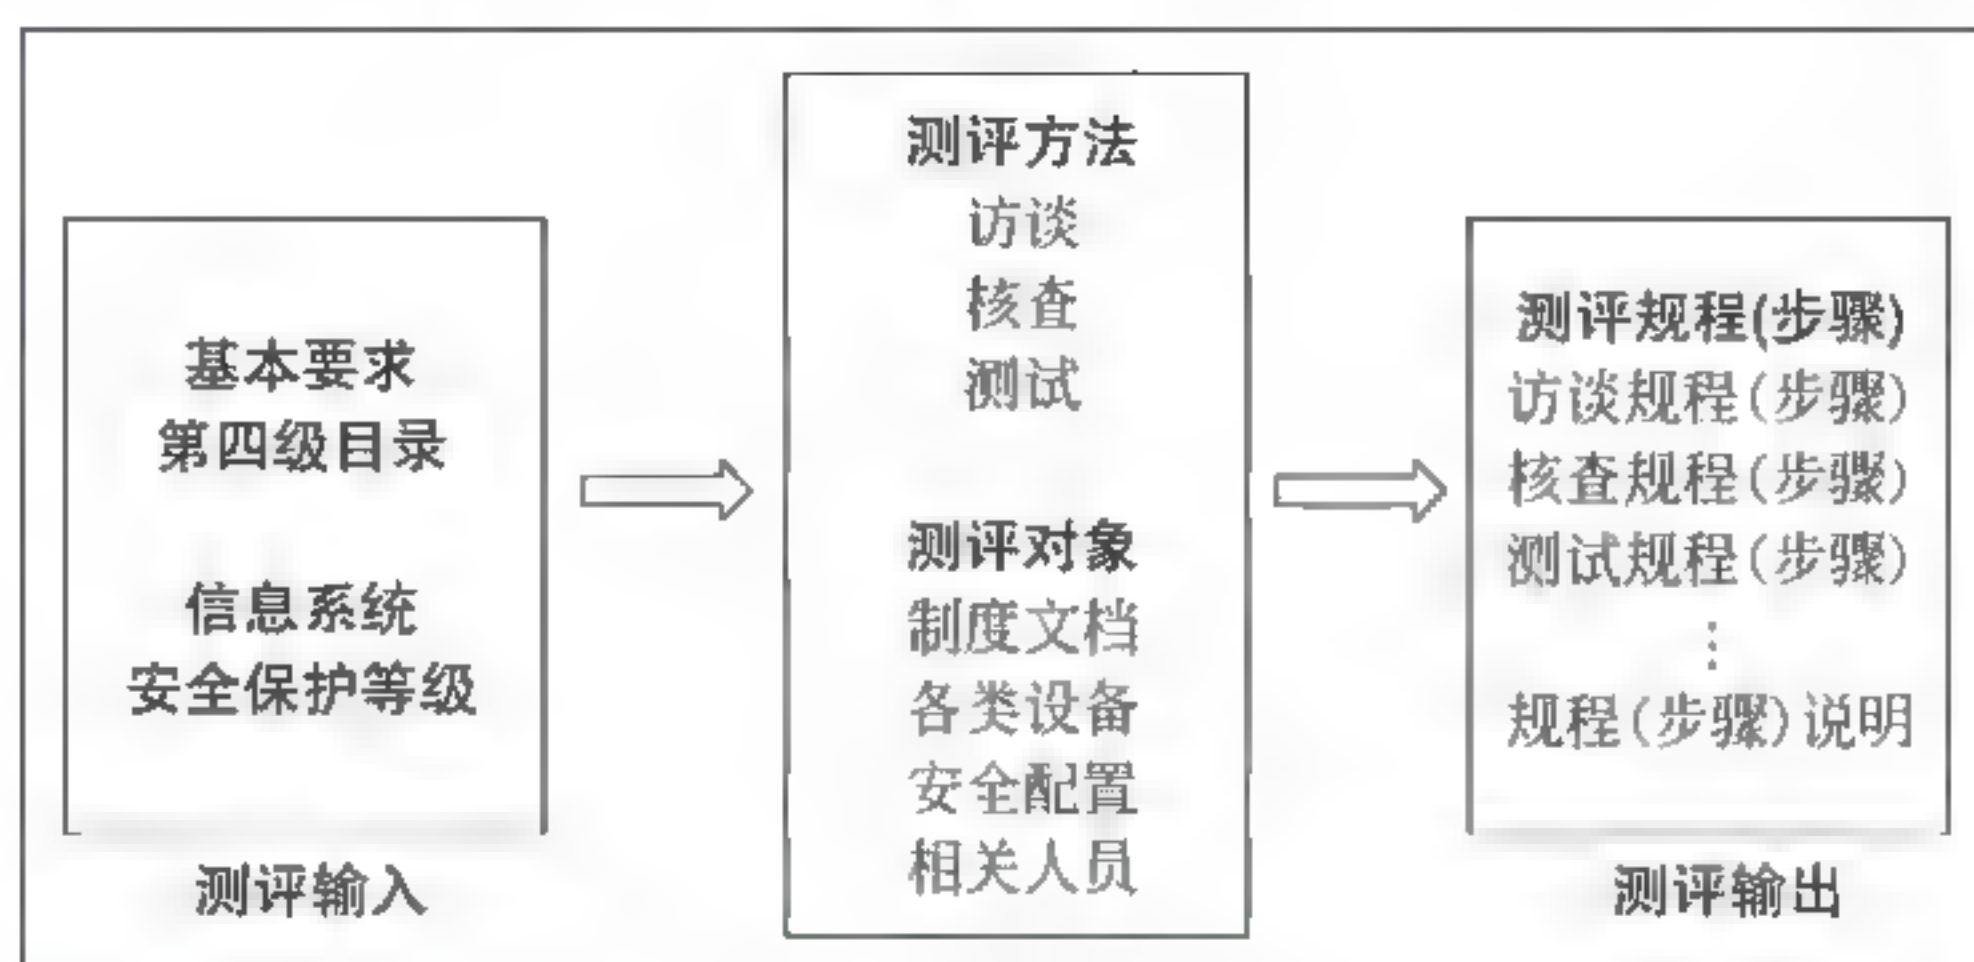 基本要求
第四级目录
信息系统
安全保护等级
测评输入
测评方法
访谈
核查
测试
测评对象
制度文档
各类设备
安全配置
相关人员
测评规程(步骤)
访谈规程(步骤)
核查规程(步骤)
测试规程(步骤)
⋮
规程(步骤)说明
测评输出